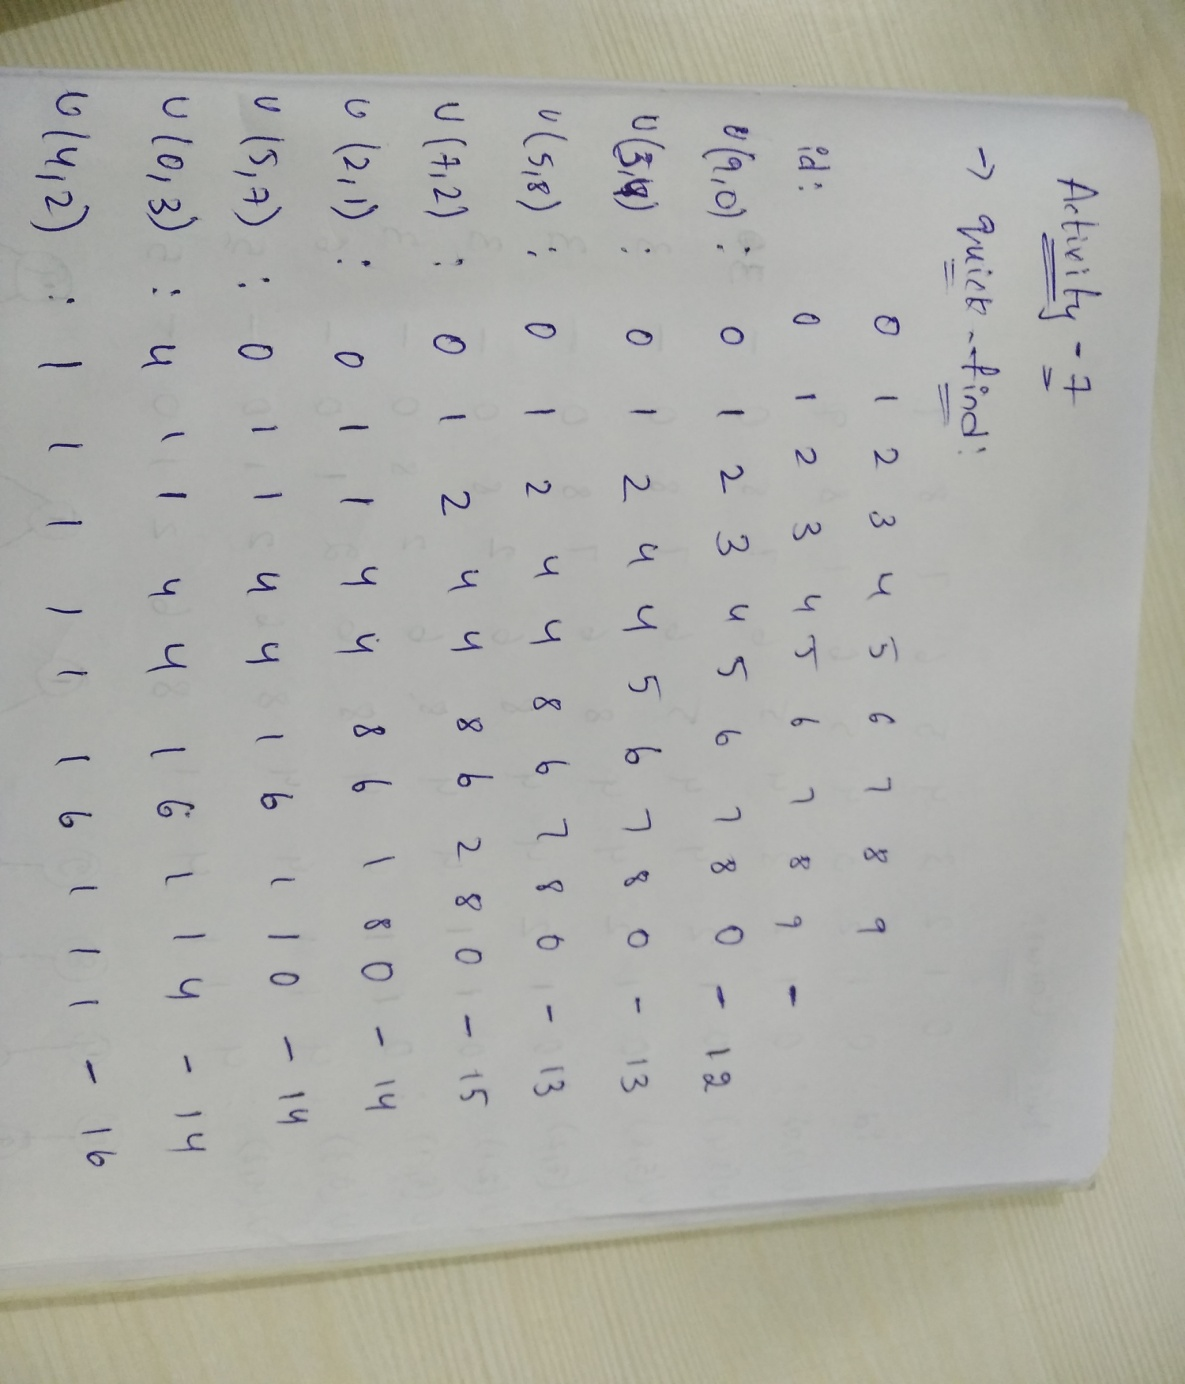 Activity - 7
→ quick - find:
0 1 2 3 4 5 6 7 8 9
id: 0 1 2 3 4 5 6 7 8 9 -
U(9,0): 0 1 2 3 4 5 6 7 8 0 - 12
U(3,4): 0 1 2 4 4 5 6 7 8 0 - 13
U(5,8): 0 1 2 4 4 8 6 7 8 0 - 13
U(7,2): 0 1 2 4 4 8 6 2 8 0 - 15
U(2,1): 0 1 1 4 4 8 6 1 8 0 - 14
U(5,7): 0 1 1 4 4 1 6 1 1 0 - 14
U(0,3): 4 1 1 4 4 1 6 1 1 4 - 14
U(4,2): 1 1 1 1 1 1 6 1 1 1 - 16